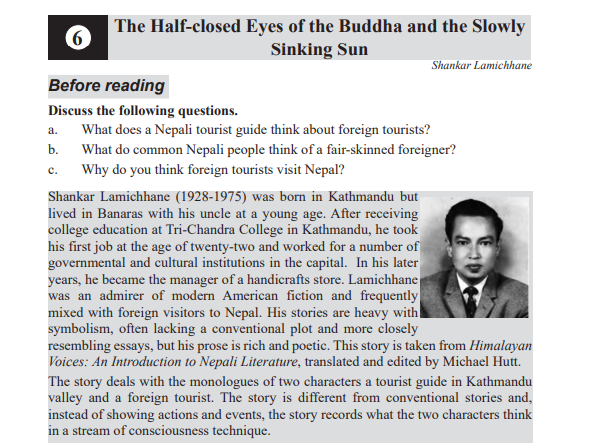 6
The Half-closed Eyes of the Buddha and the Slowly
Sinking Sun
Shankar Lamichhane
Before reading
Discuss the following questions.
a. What does a Nepali tourist guide think about foreign tourists?
b. What do common Nepali people think of a fair-skinned foreigner?
c. Why do you think foreign tourists visit Nepal?
Shankar Lamichhane (1928-1975) was born in Kathmandu but
lived in Banaras with his uncle at a young age. After receiving
college education at Tri-Chandra College in Kathmandu, he took
his first job at the age of twenty-two and worked for a number of
governmental and cultural institutions in the capital. In his later
years, he became the manager of a handicrafts store. Lamichhane
was an admirer of modern American fiction and frequently
mixed with foreign visitors to Nepal. His stories are heavy with
symbolism, often lacking a conventional plot and more closely
resembling essays, but his prose is rich and poetic. This story is taken from Himalayan
Voices: An Introduction to Nepali Literature, translated and edited by Michael Hutt.
The story deals with the monologues of two characters a tourist guide in Kathmandu
valley and a foreign tourist. The story is different from conventional stories and,
instead of showing actions and events, the story records what the two characters think
in a stream of consciousness technique.